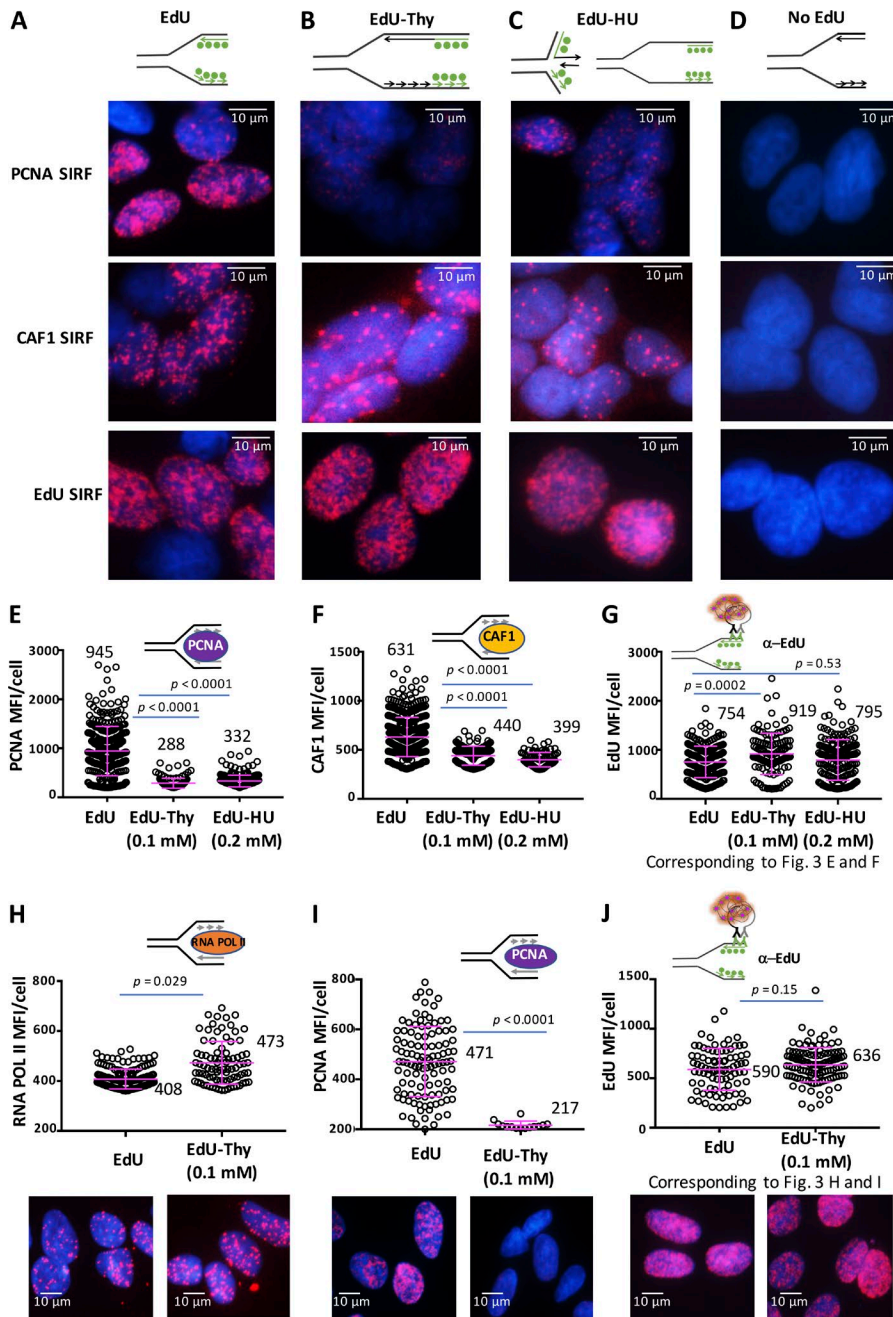 A EdU B EdU-Thy C EdU-HU D No EdU
10 µm 10 µm 10 µm 10 µm
PCNA SIRF
10 µm 10 µm 10 µm 10 µm
CAF1 SIRF
10 µm 10 µm 10 µm 10 µm
EdU SIRF
E
PCNA
945
p <0.0001
p <0.0001
288
332
PCNA MFI/cell
3000
2000
1000
0
EdU EdU-Thy EdU-HU
(0.1 mM) (0.2 mM)
F
CAF1
631
p <0.0001
p <0.0001
440
399
CAF1 MFI/cell
1500
1000
500
0
EdU EdU-Thy EdU-HU
(0.1 mM) (0.2 mM)
G
α–EdU
p = 0.53
p = 0.0002
754
919
795
EdU MFI/cell
3000
2000
1000
0
EdU EdU-Thy EdU-HU
(0.1 mM) (0.2 mM)
Corresponding to Fig. 3 E and F
H
RNA POL II
p = 0.029
408
473
RNA POL II MFI/cell
800
600
400
200
EdU EdU-Thy
(0.1 mM)
10 µm 10 µm
I
PCNA
p <0.0001
471
217
PCNA MFI/cell
800
600
400
200
EdU EdU-Thy
(0.1 mM)
10 µm 10 µm
J
α–EdU
p = 0.15
590
636
EdU MFI/cell
1500
1000
500
0
EdU EdU-Thy
(0.1 mM)
Corresponding to Fig. 3 H and I
10 µm 10 µm